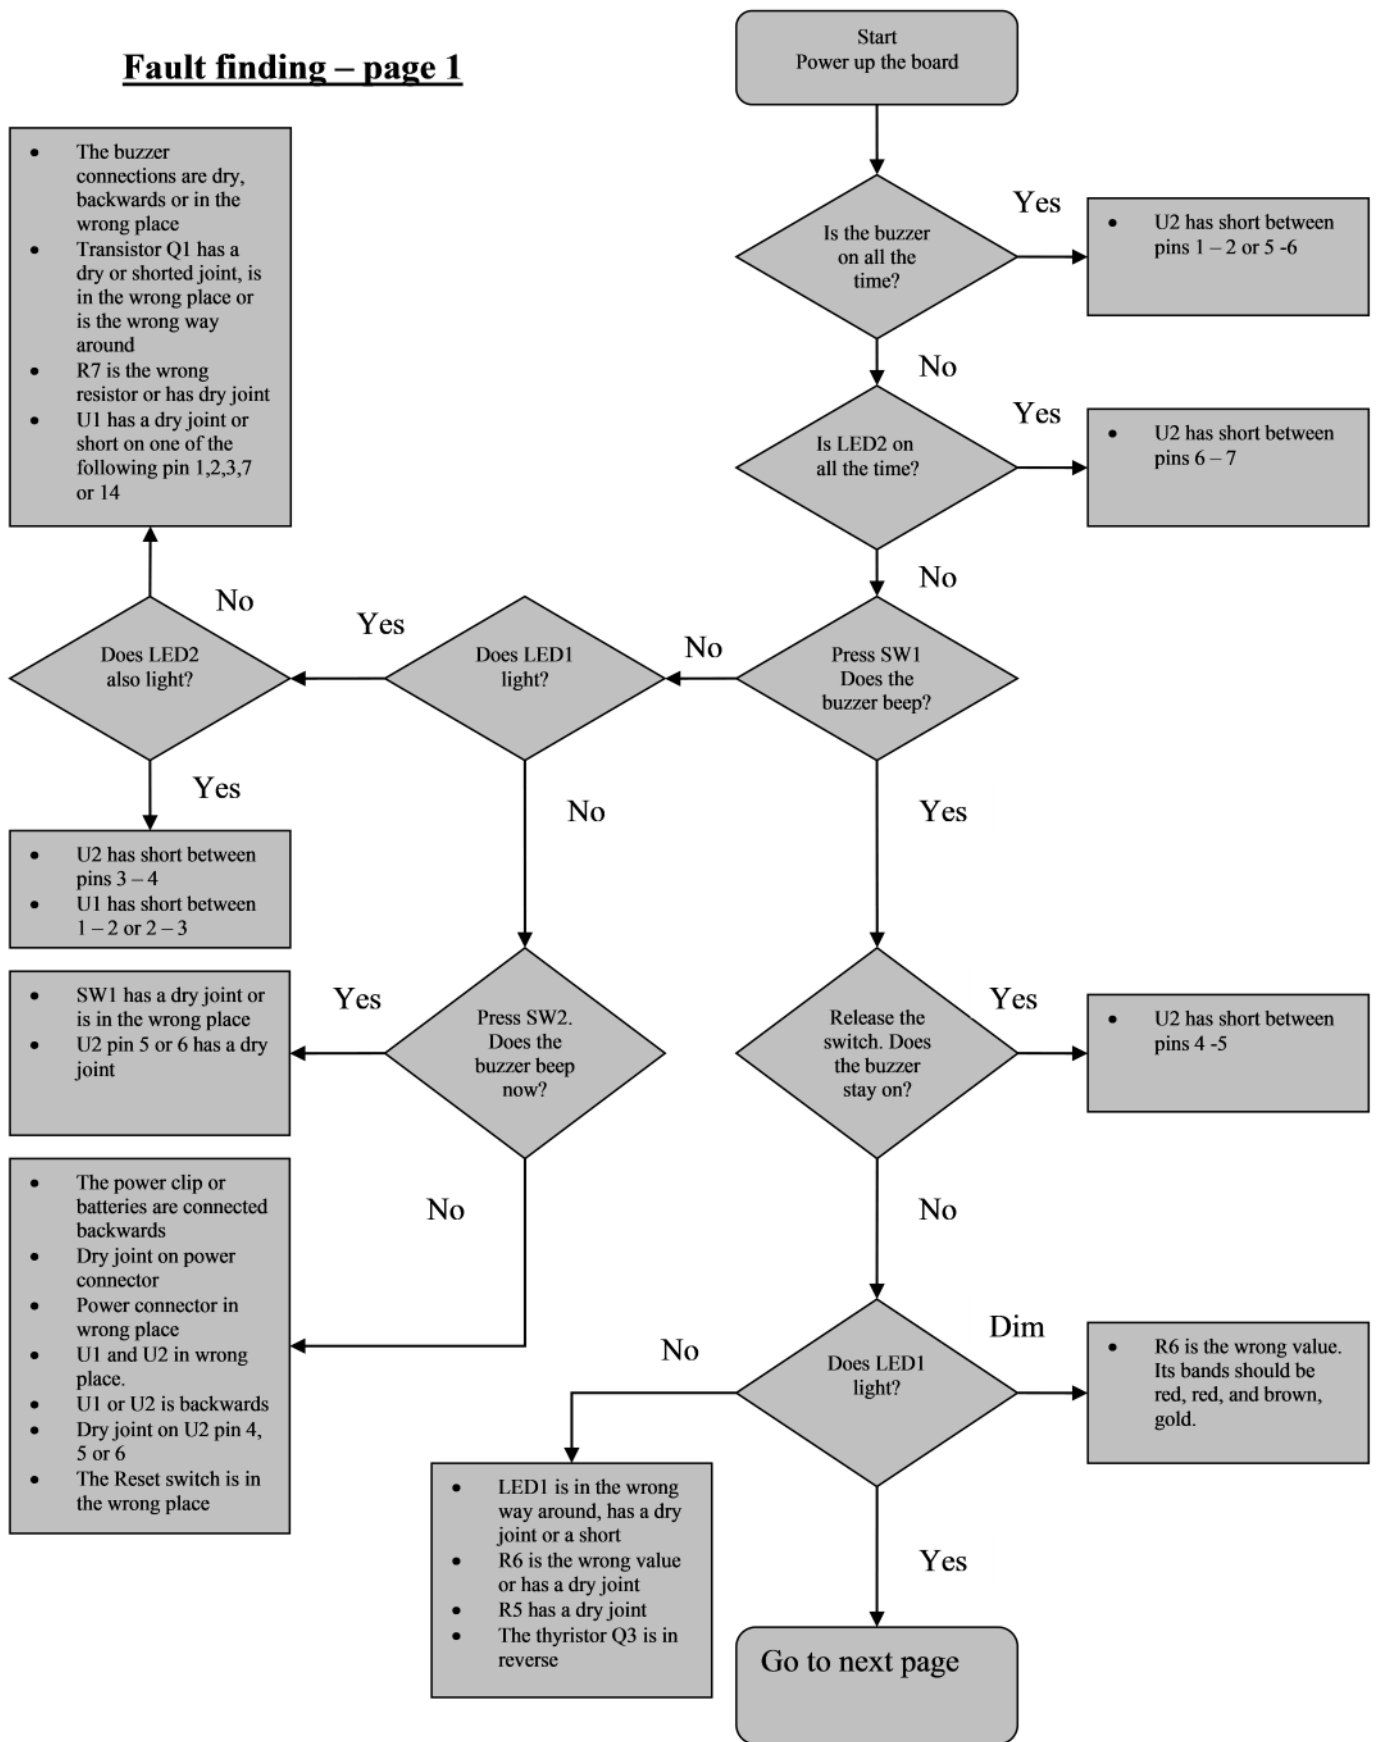 Fault finding – page 1
Start
Power up the board
Is the buzzer
on all the
time?
Yes
• U2 has short between
pins 1 – 2 or 5 -6
No
Is LED2 on
all the time?
Yes
• U2 has short between
pins 6 – 7
No
Press SW1
Does the
buzzer beep?
No
Does LED1
light?
Yes
Does LED2
also light?
No
• The buzzer
connections are dry,
backwards or in the
wrong place
• Transistor Q1 has a
dry or shorted joint, is
in the wrong place or
is the wrong way
around
• R7 is the wrong
resistor or has dry joint
• U1 has a dry joint or
short on one of the
following pin 1,2,3,7
or 14
Yes
• U2 has short between
pins 3 – 4
• U1 has short between
1 – 2 or 2 – 3
No
Press SW2.
Does the
buzzer beep
now?
Yes
• SW1 has a dry joint or
is in the wrong place
• U2 pin 5 or 6 has a dry
joint
No
• The power clip or
batteries are connected
backwards
• Dry joint on power
connector
• Power connector in
wrong place
• U1 and U2 in wrong
place.
• U1 or U2 is backwards
• Dry joint on U2 pin 4,
5 or 6
• The Reset switch is in
the wrong place
Yes
Release the
switch. Does
the buzzer
stay on?
Yes
• U2 has short between
pins 4 -5
No
Does LED1
light?
Dim
• R6 is the wrong value.
Its bands should be
red, red, and brown,
gold.
No
• LED1 is in the wrong
way around, has a dry
joint or a short
• R6 is the wrong value
or has a dry joint
• R5 has a dry joint
• The thyristor Q3 is in
reverse
Yes
Go to next page